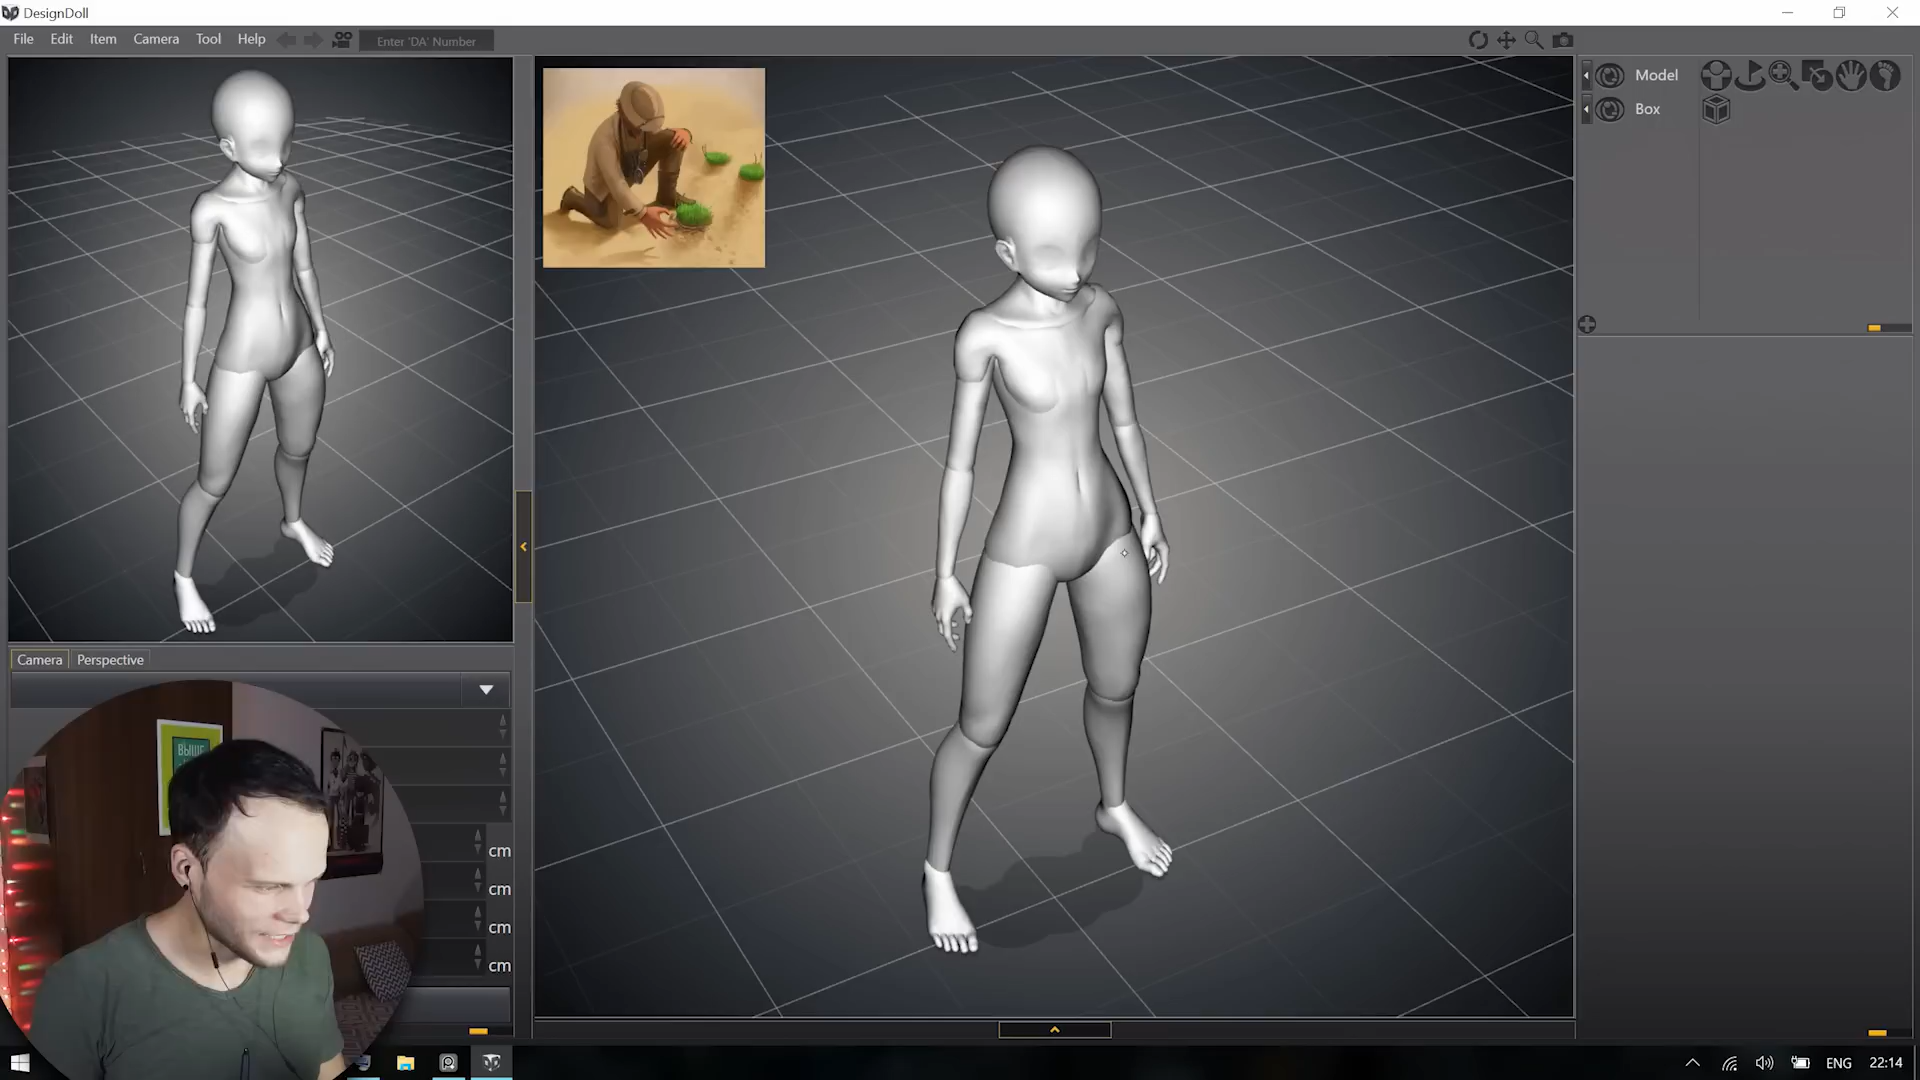 DesignDoll
File Edit Item Camera Tool Help Enter 'DA' Number
Model
Box
Camera Perspective
ВЫШЕ
cm
cm
cm
cm
ENG 22:14